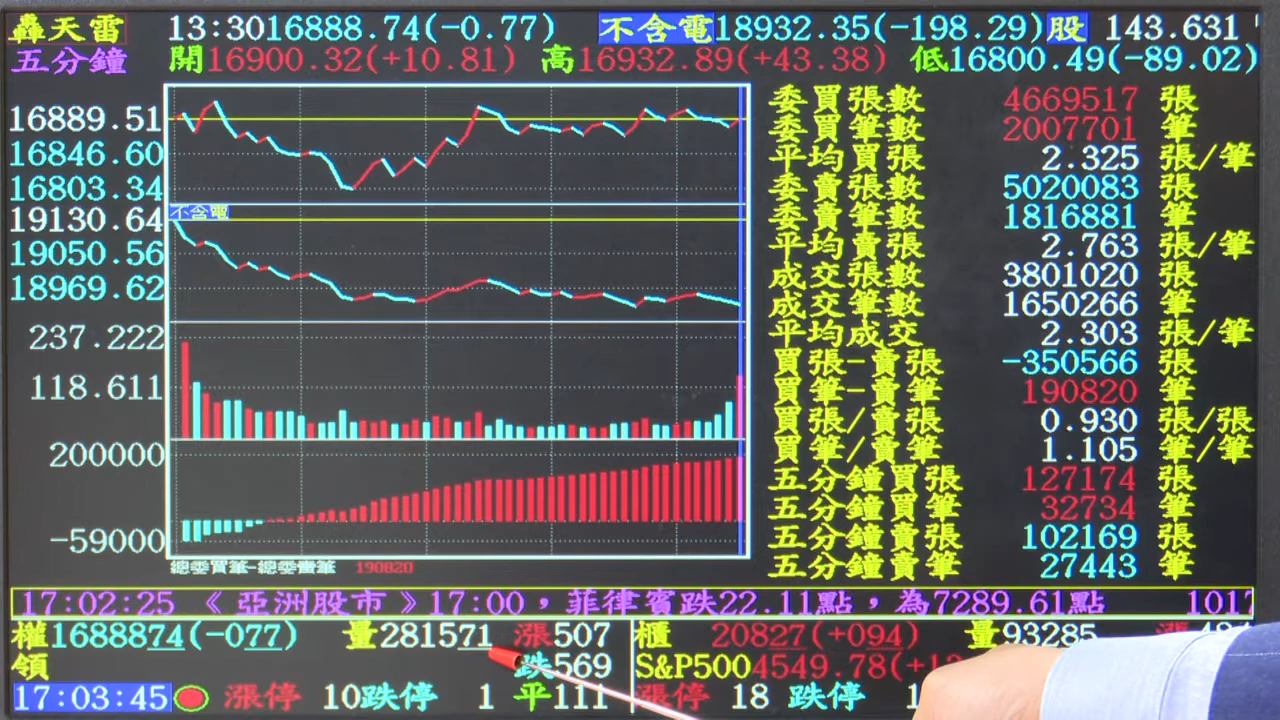 轟天雷 13:30 16888.74(-0.77) 不含電 18932.35(-198.29) 股 143.631
五分鐘 開16900.32(+10.81) 高16932.89(+43.38) 低16800.49(-89.02)
16889.51
16846.60
16803.34
19130.64
不含電
19050.56
18969.62
237.222
118.611
200000
-59000
總委買筆-總委賣筆 190820
委買張數 4669517 張
委買筆數 2007701 筆
平均買張 2.325 張/筆
委賣張數 5020083 張
委賣筆數 1816881 筆
平均賣張 2.763 張/筆
成交張數 3801020 張
成交筆數 1650266 筆
平均成交 2.303 張/筆
買張-賣張 -350566 張
買筆-賣筆 190820 筆
買張/賣張 0.930 張/張
買筆/賣筆 1.105 筆/筆
五分鐘買張 127174 張
五分鐘買筆 32734 筆
五分鐘賣張 102169 張
五分鐘賣筆 27443 筆
17:02:25 《 亞洲股市 》17:00，菲律賓跌22.11點，為7289.61點 101
權1688874(-077) 量281571 漲507 櫃 20827(+094) 量93285
領 跌569 S&P500 4549.78(+1
17:03:45 漲停 10 跌停 1 平111 漲停 18 跌停